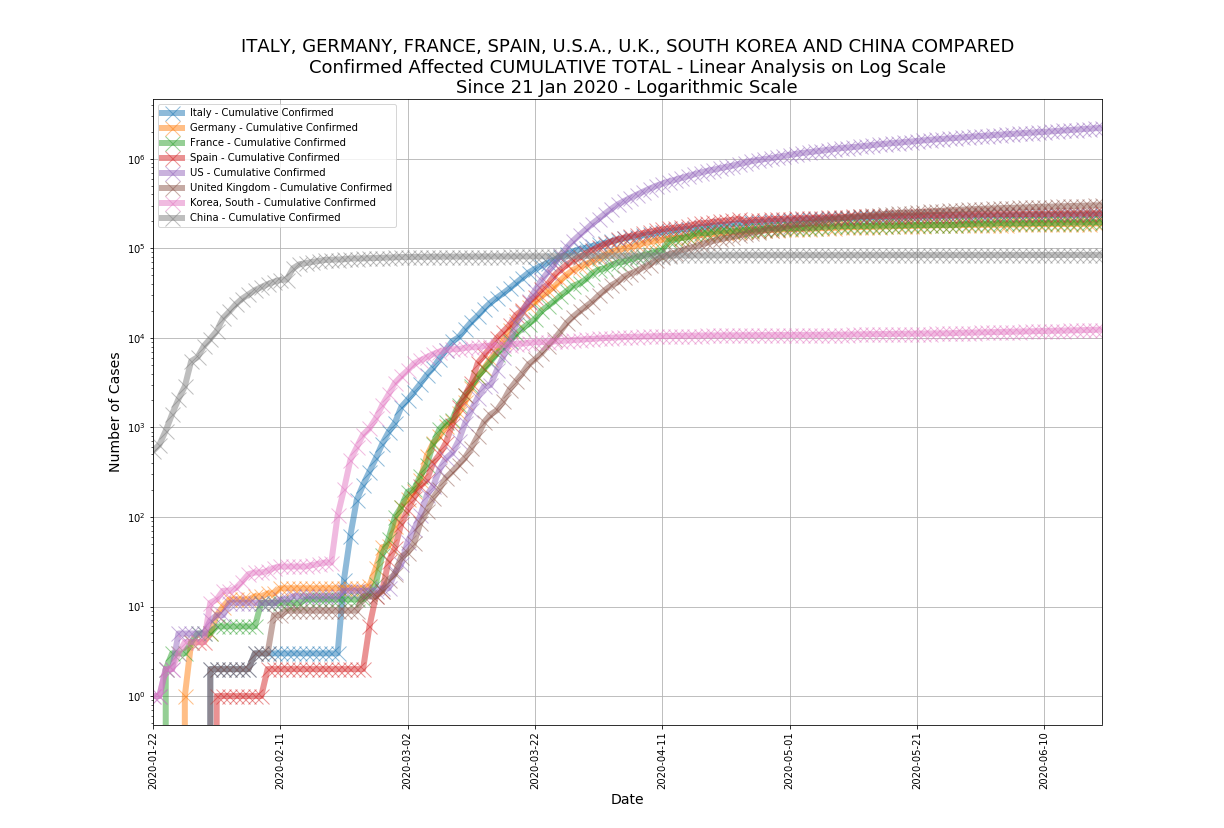 ITALY, GERMANY, FRANCE, SPAIN, U.S.A., U.K., SOUTH KOREA AND CHINA COMPARED
Confirmed Affected CUMULATIVE TOTAL - Linear Analysis on Log Scale
Since 21 Jan 2020 - Logarithmic Scale
Italy - Cumulative Confirmed
Germany - Cumulative Confirmed
France - Cumulative Confirmed
Spain - Cumulative Confirmed
US - Cumulative Confirmed
United Kingdom - Cumulative Confirmed
Korea, South - Cumulative Confirmed
China - Cumulative Confirmed
Number of Cases
10⁶
10⁵
10⁴
10³
10²
10¹
10⁰
2020-01-22
2020-02-11
2020-03-02
2020-03-22
2020-04-11
2020-05-01
2020-05-21
2020-06-10
Date